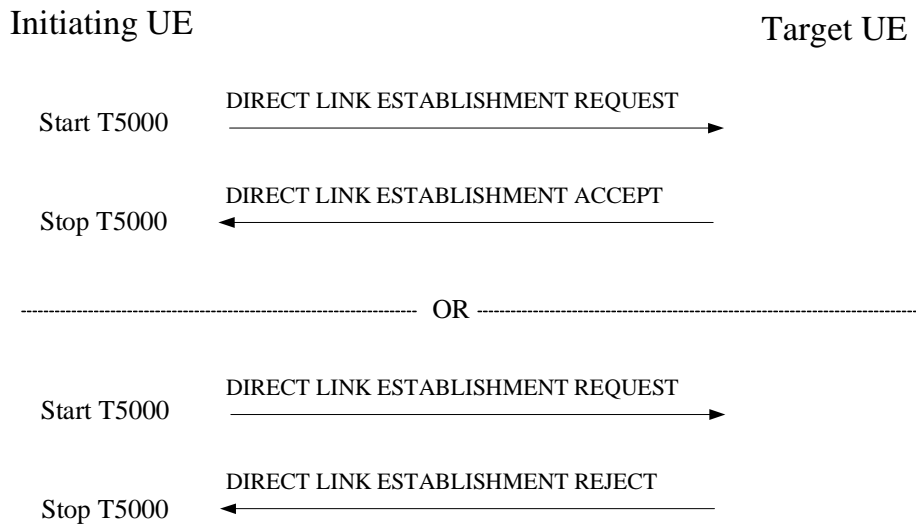 Initiating UE
Target UE
DIRECT LINK ESTABLISHMENT REQUEST
Start T5000
DIRECT LINK ESTABLISHMENT ACCEPT
Stop T5000
OR
DIRECT LINK ESTABLISHMENT REQUEST
Start T5000
DIRECT LINK ESTABLISHMENT REJECT
Stop T5000